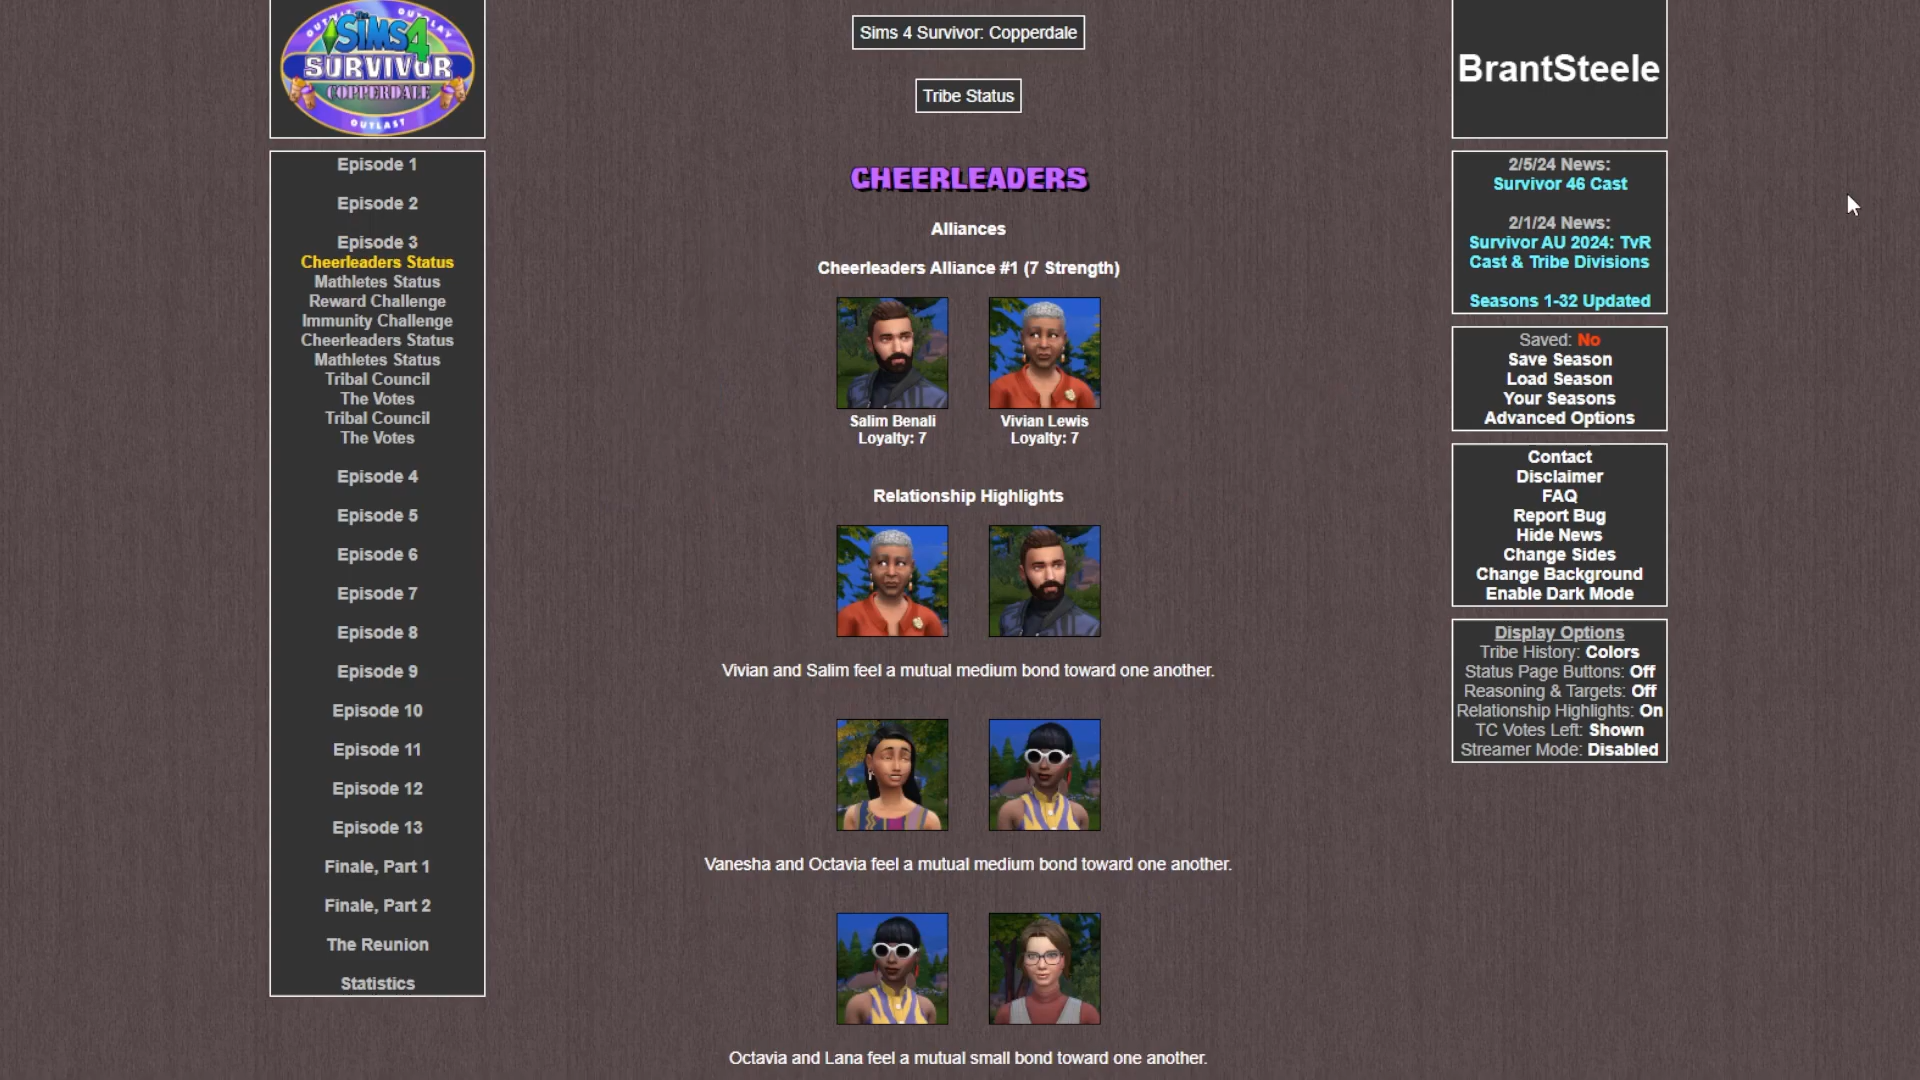 OUTWIT OUTPLAY
The SiMS 4
SURVIVOR
COPPERDALE
OUTLAST
Episode 1
Episode 2
Episode 3
Cheerleaders Status
Mathletes Status
Reward Challenge
Immunity Challenge
Cheerleaders Status
Mathletes Status
Tribal Council
The Votes
Tribal Council
The Votes
Episode 4
Episode 5
Episode 6
Episode 7
Episode 8
Episode 9
Episode 10
Episode 11
Episode 12
Episode 13
Finale, Part 1
Finale, Part 2
The Reunion
Statistics
Sims 4 Survivor: Copperdale
Tribe Status
CHEERLEADERS
Alliances
Cheerleaders Alliance #1 (7 Strength)
Salim Benali
Loyalty: 7
Vivian Lewis
Loyalty: 7
Relationship Highlights
Vivian and Salim feel a mutual medium bond toward one another.
Vanesha and Octavia feel a mutual medium bond toward one another.
Octavia and Lana feel a mutual small bond toward one another.
BrantSteele
2/5/24 News:
Survivor 46 Cast
2/1/24 News:
Survivor AU 2024: TvR
Cast & Tribe Divisions
Seasons 1-32 Updated
Saved: No
Save Season
Load Season
Your Seasons
Advanced Options
Contact
Disclaimer
FAQ
Report Bug
Hide News
Change Sides
Change Background
Enable Dark Mode
Display Options
Tribe History: Colors
Status Page Buttons: Off
Reasoning & Targets: Off
Relationship Highlights: On
TC Votes Left: Shown
Streamer Mode: Disabled